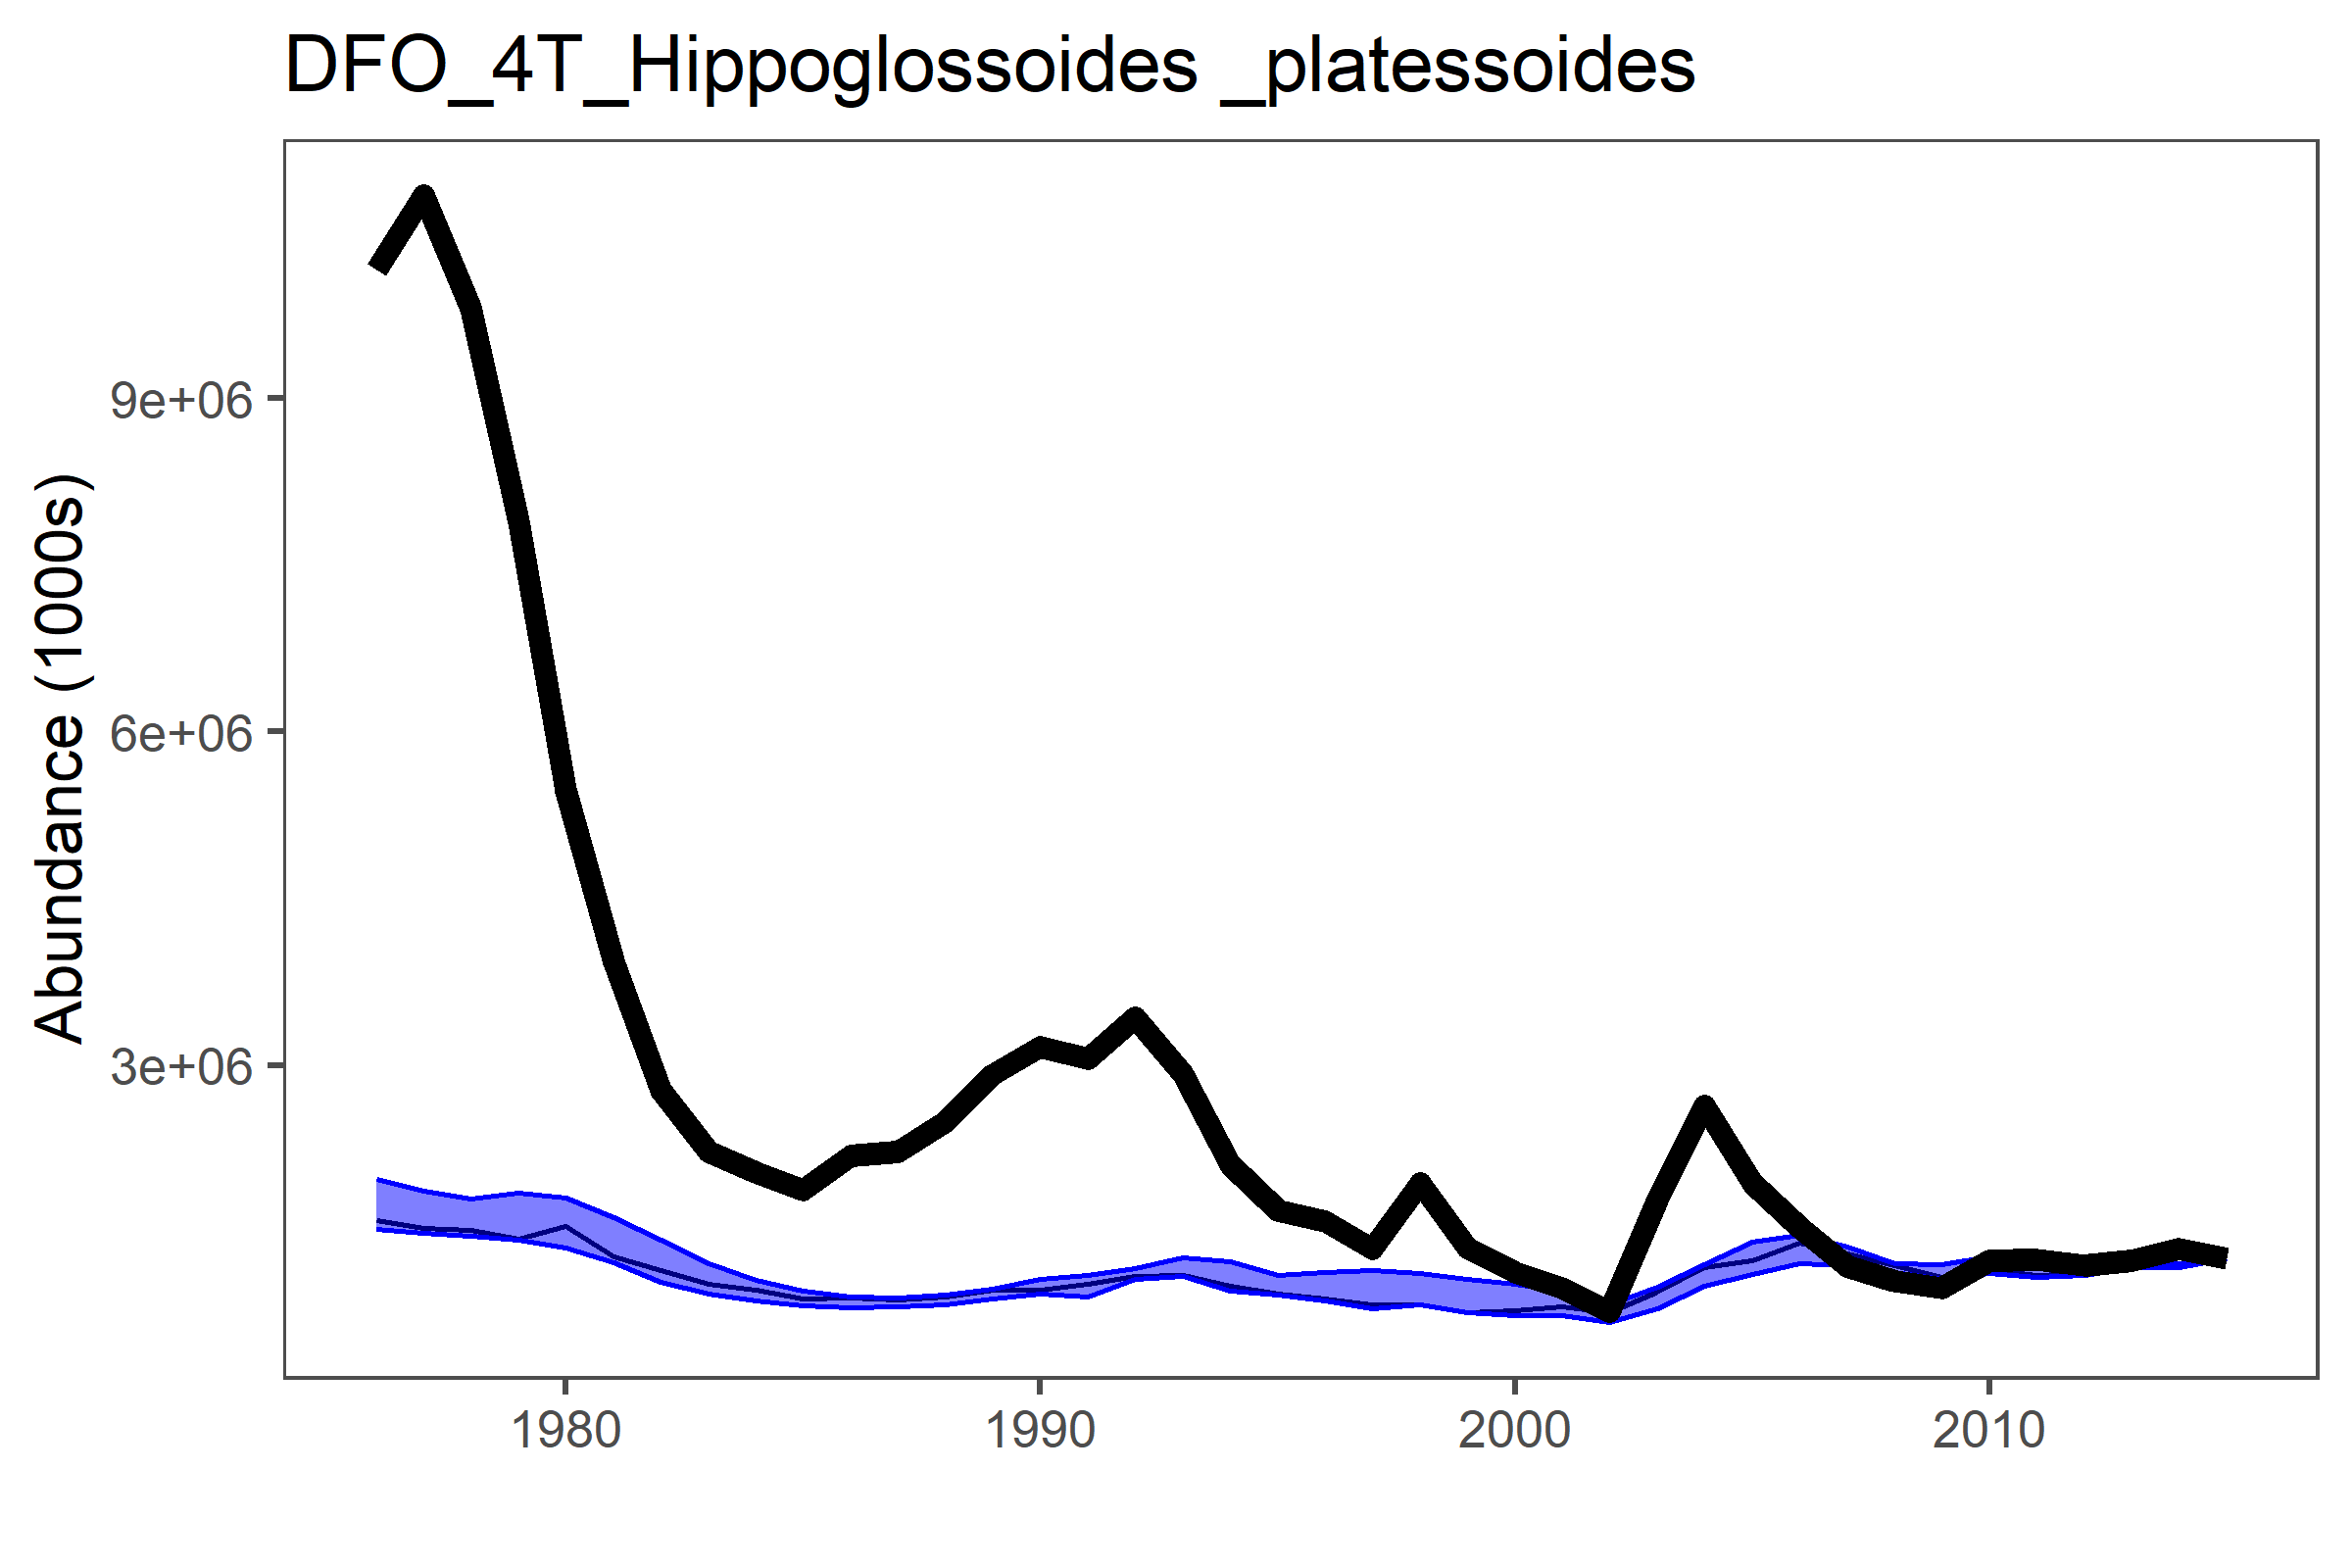 DFO_4T_Hippoglossoides _platessoides
Abundance (1000s)
9e+06
6e+06
3e+06
1980
1990
2000
2010